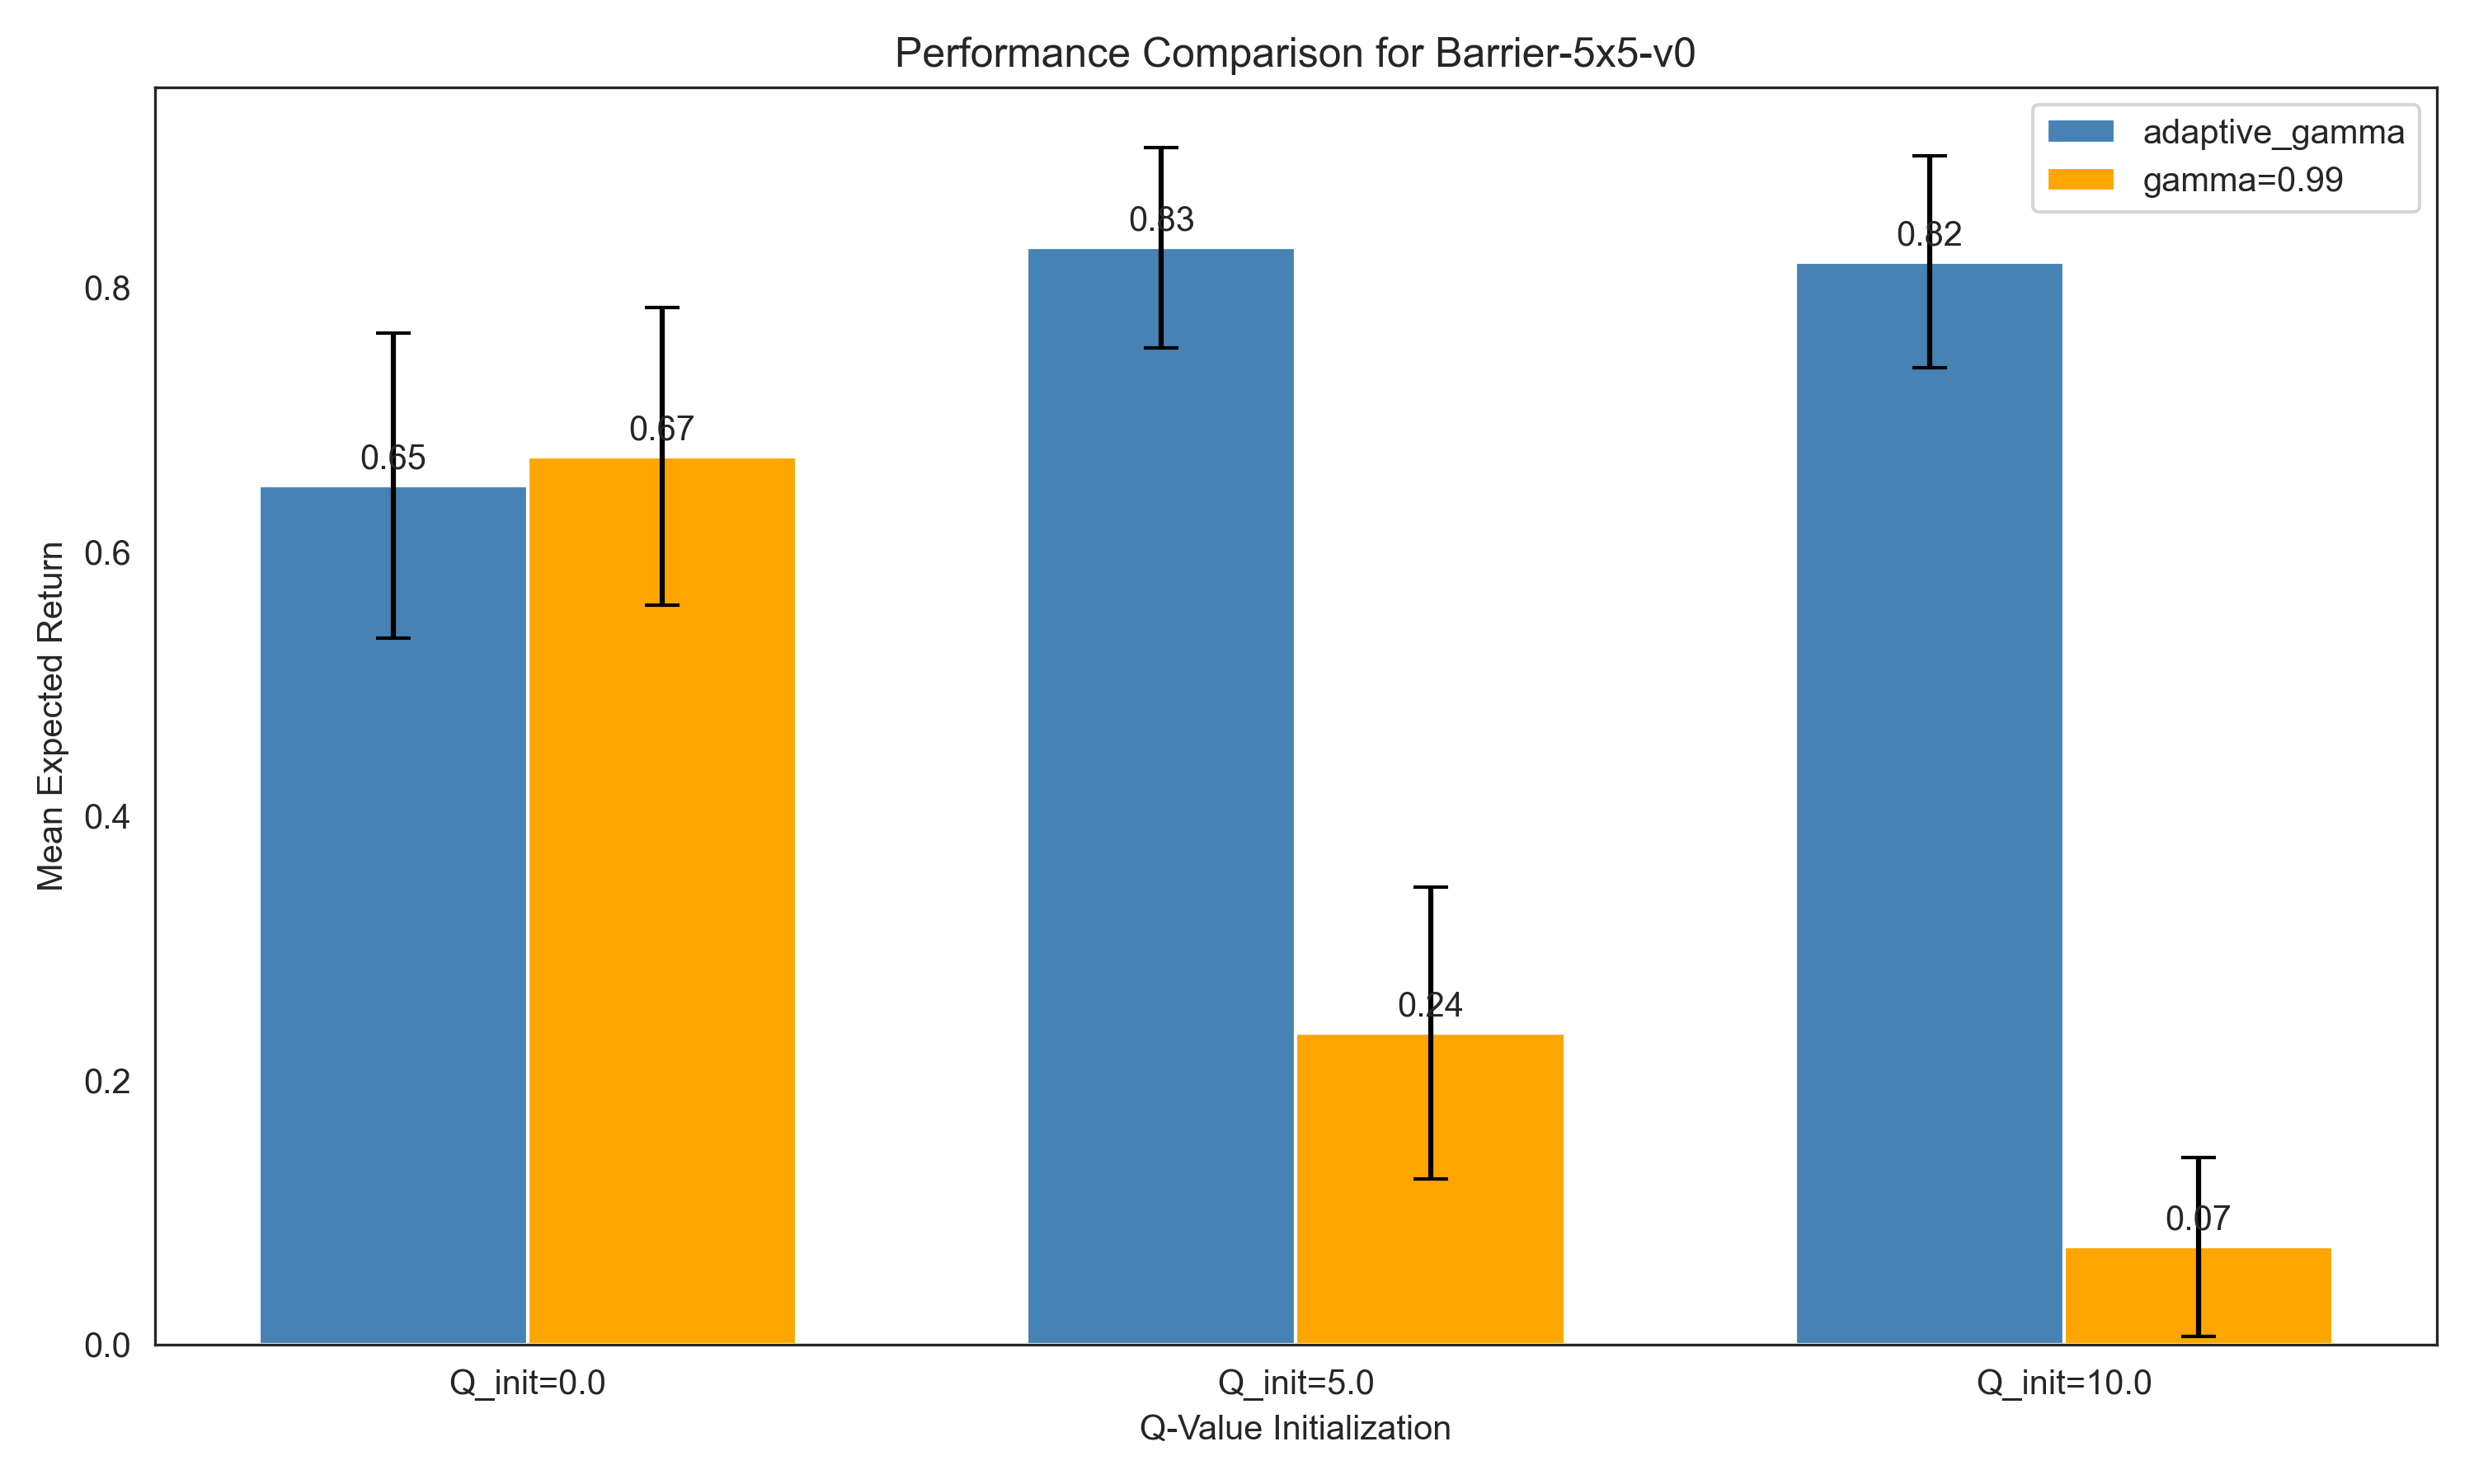 Performance Comparison for Barrier-5x5-v0
adaptive_gamma
gamma=0.99
Mean Expected Return
0.8
0.6
0.4
0.2
0.0
0.65
0.67
0.83
0.24
0.82
0.07
Q_init=0.0
Q_init=5.0
Q_init=10.0
Q-Value Initialization